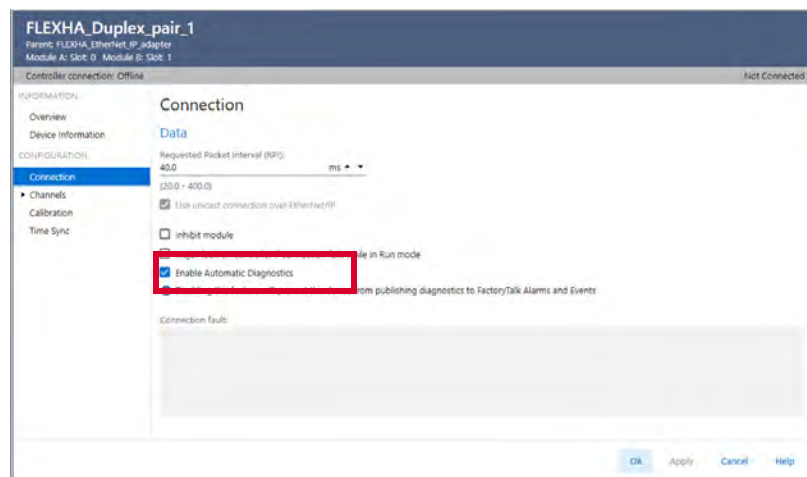 FLEXHA_Duplex_pair_1
Parent: FLEXHA_EtherNet_IP_adapter
Module A: Slot: 0 Module B: Slot: 1
Controller connection: Offline
Not Connected
INFORMATION
Overview
Device Information
CONFIGURATION
Connection
Channels
Calibration
Time Sync
Connection
Data
Requested Packet Interval (RPI):
40.0 ms
(20.0 - 400.0)
Use unicast connection over EtherNet/IP
Inhibit module
in Run mode
Enable Automatic Diagnostics
from publishing diagnostics to FactoryTalk Alarms and Events
Connection fault:
Ok Apply Cancel Help